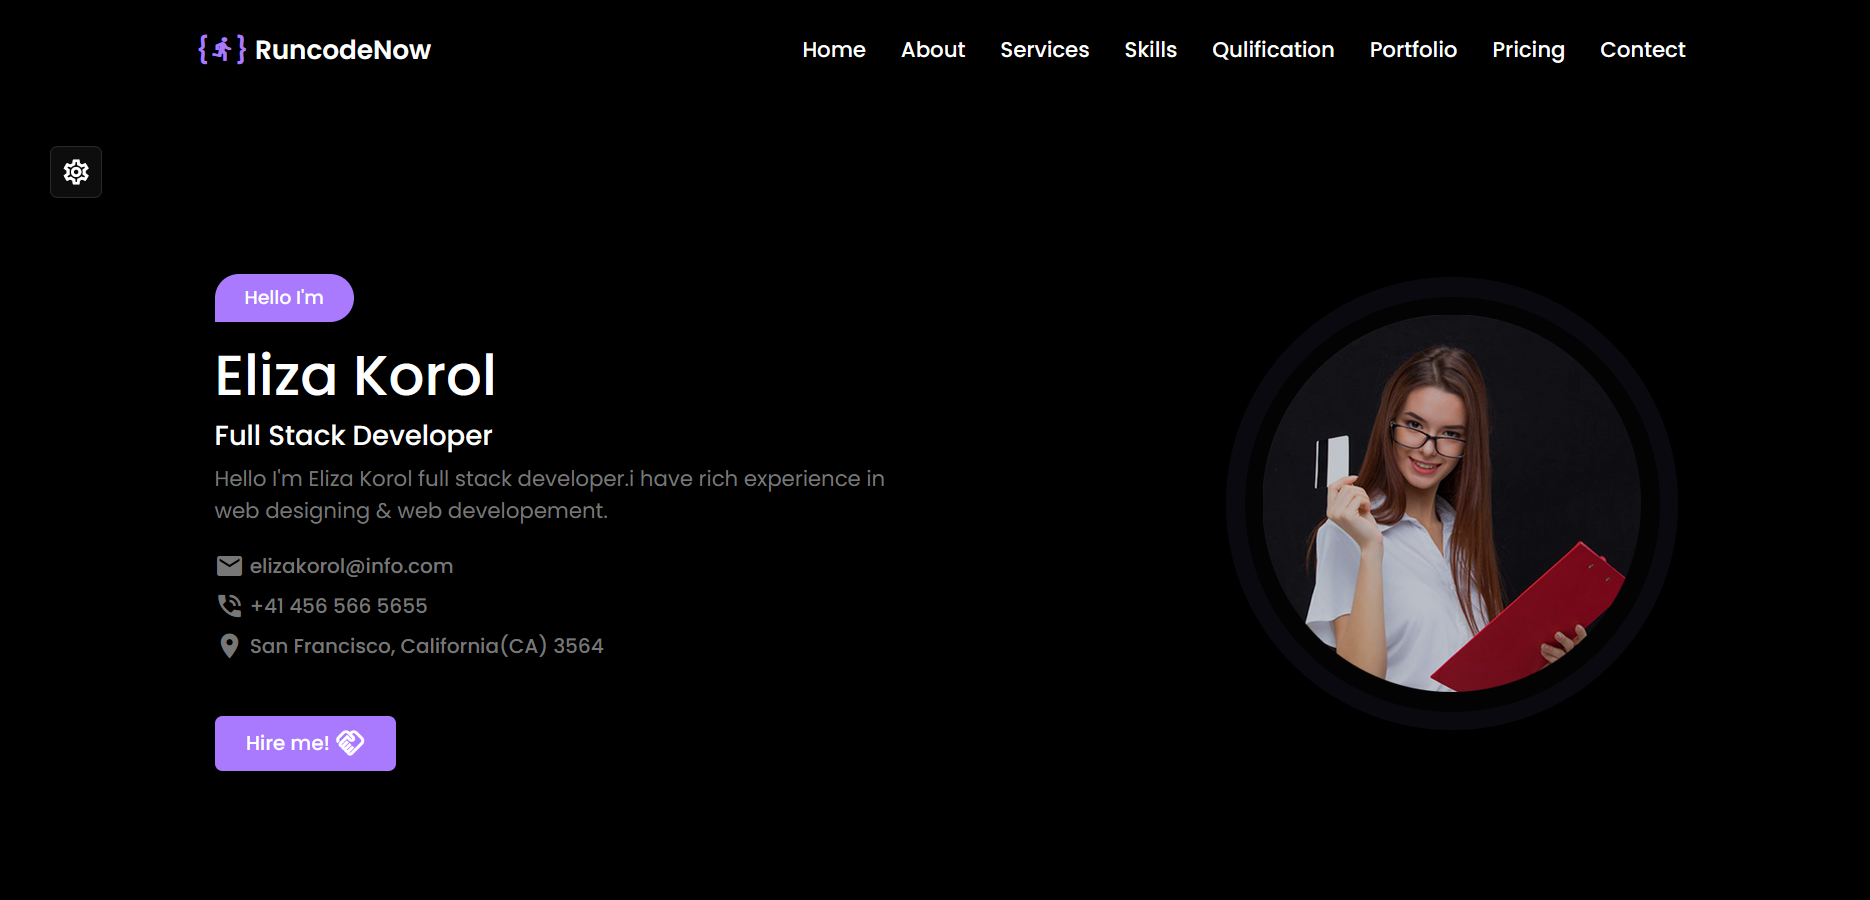 RuncodeNow
Home About Services Skills Qulification Portfolio Pricing Contect
Hello I'm
Eliza Korol
Full Stack Developer
Hello I'm Eliza Korol full stack developer.i have rich experience in
web designing & web developement.
elizakorol@info.com
+41 456 566 5655
San Francisco, California(CA) 3564
Hire me!